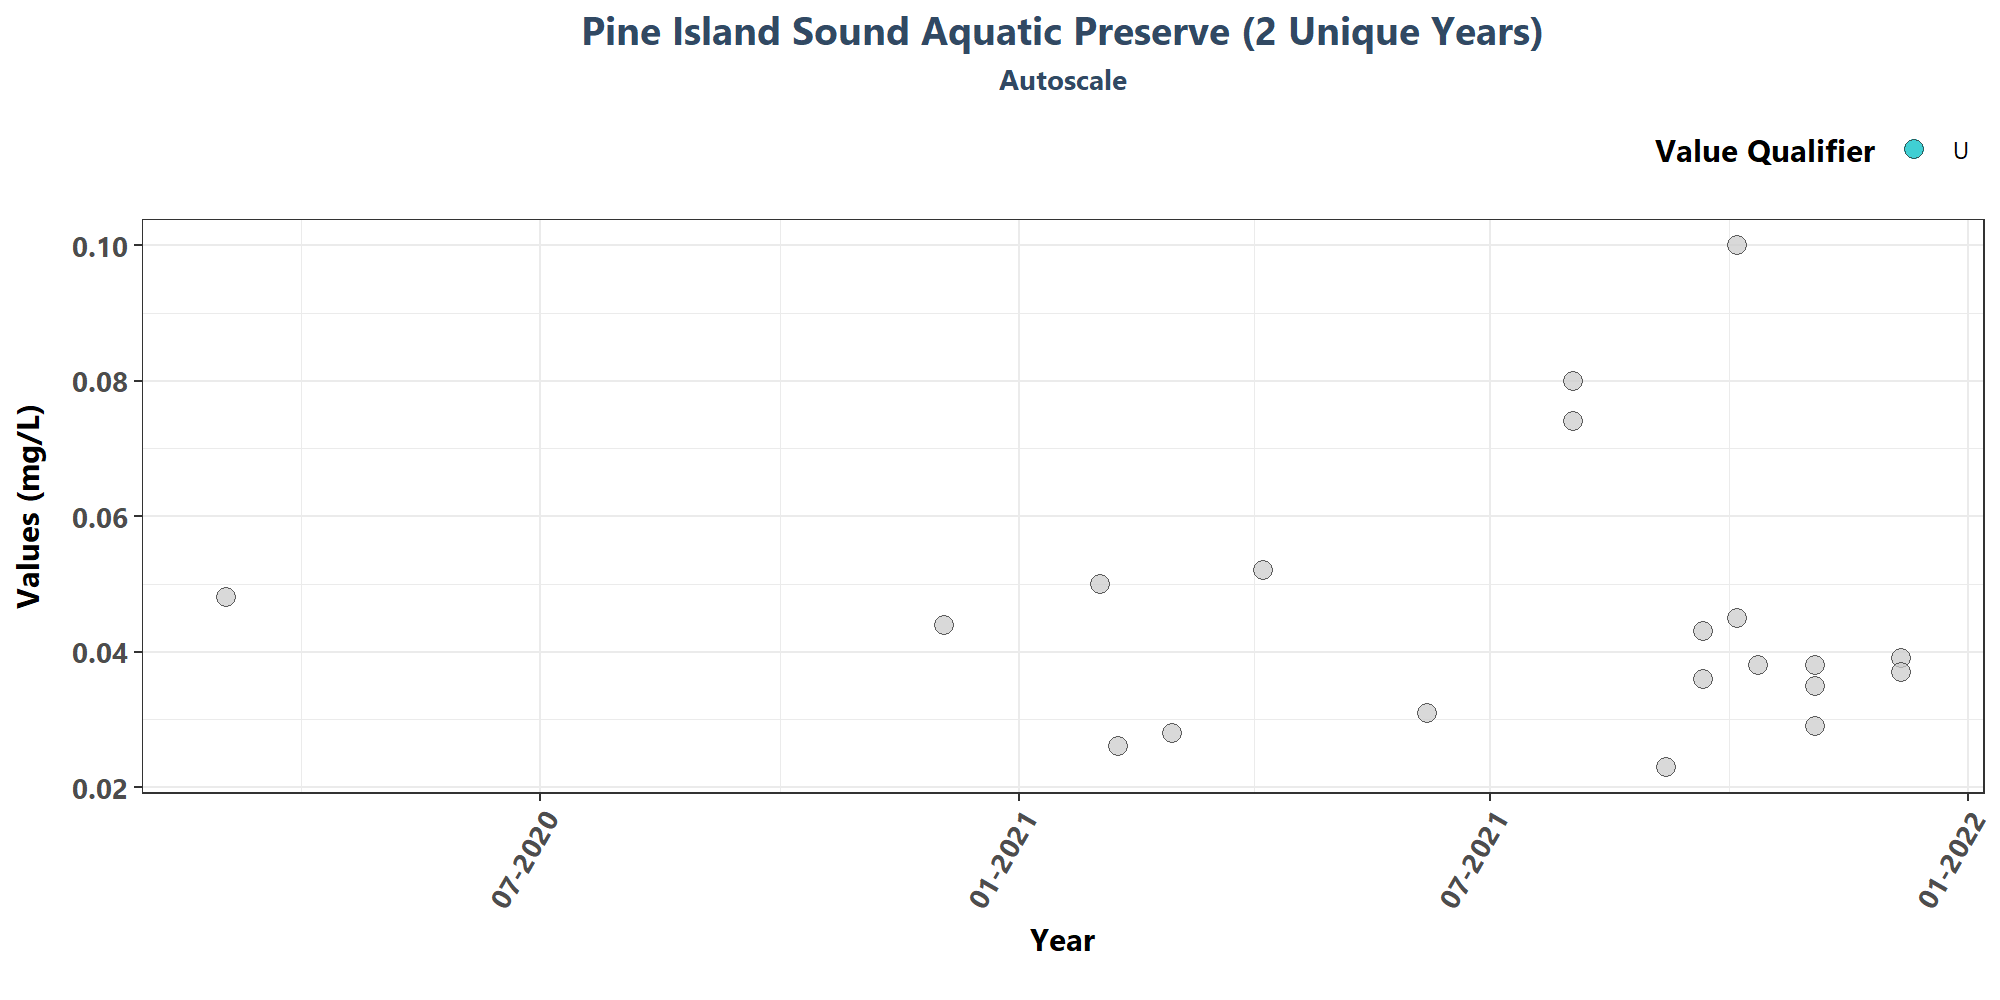 Pine Island Sound Aquatic Preserve (2 Unique Years)
Autoscale
Value Qualifier U
Values (mg/L)
0.10
0.08
0.06
0.04
0.02
07-2020 01-2021 07-2021 01-2022
Year